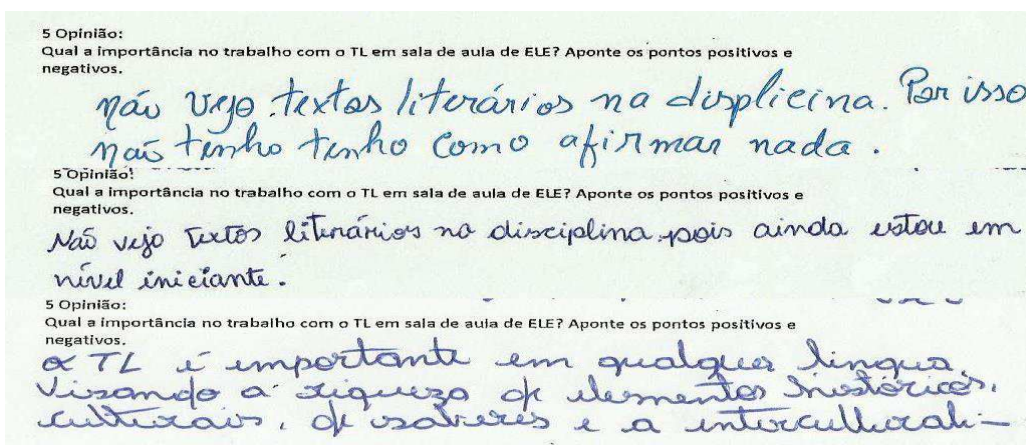 5 Opinião:
Qual a importância no trabalho com o TL em sala de aula de ELE? Aponte os pontos positivos e
negativos.
não vejo textos literários na displicina. Por isso
não tenho tenho como afirmar nada.
5 Opinião:
Qual a importância no trabalho com o TL em sala de aula de ELE? Aponte os pontos positivos e
negativos.
Não vejo textos literários na disciplina, pois ainda estou em
nível iniciante.
5 Opinião:
Qual a importância no trabalho com o TL em sala de aula de ELE? Aponte os pontos positivos e
negativos.
O TL é importante em qualquer língua,
visando a riqueza de elementos históricos,
culturais, de saberes e a interculturali-